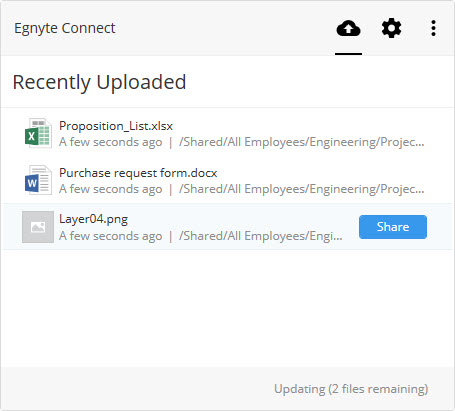 Egnyte Connect
Recently Uploaded
Proposition_List.xlsx
A few seconds ago | /Shared/All Employees/Engineering/Projec...
Purchase request form.docx
A few seconds ago | /Shared/All Employees/Engineering/Projec...
Layer04.png
A few seconds ago | /Shared/All Employees/Engi...
Share
Updating (2 files remaining)